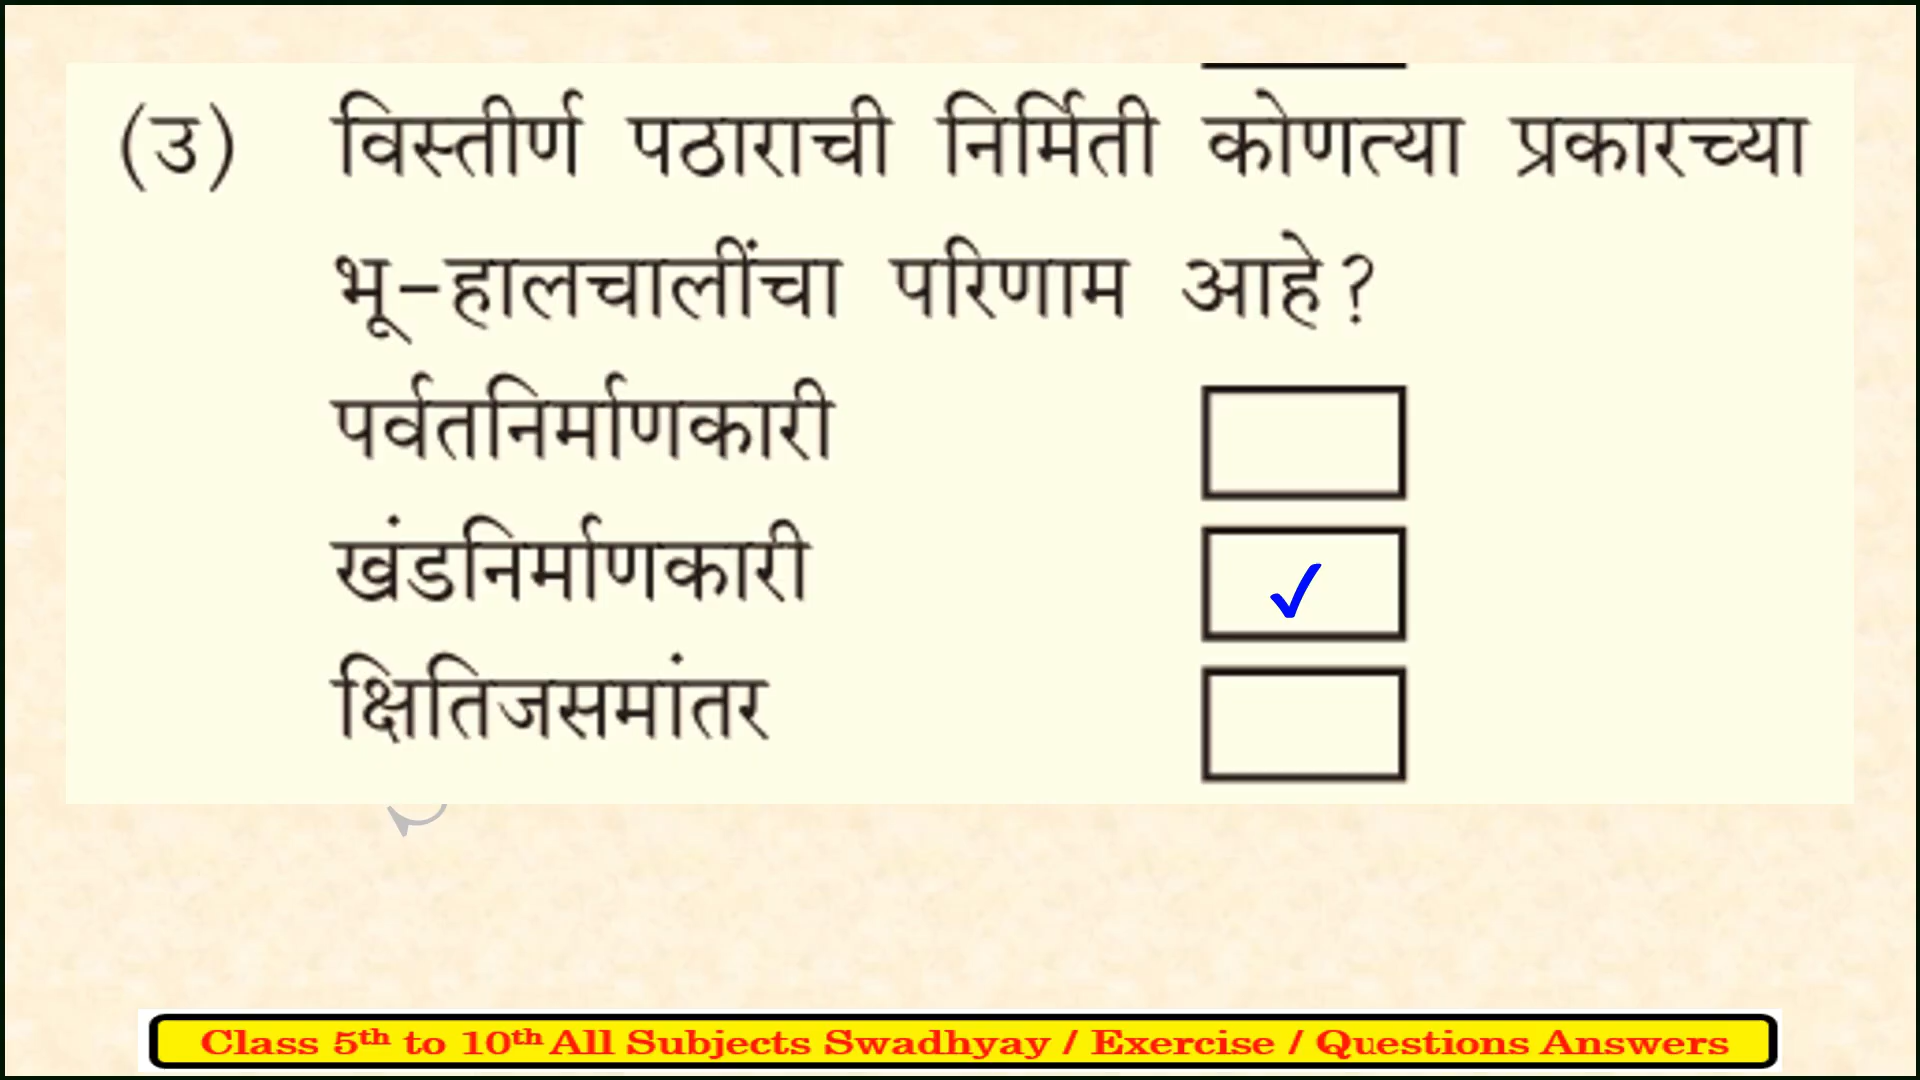 (उ) विस्तीर्ण पठाराची निर्मिती कोणत्या प्रकारच्या
भू-हालचालींचा परिणाम आहे?
पर्वतनिर्माणकारी
खंडनिर्माणकारी ✓
क्षितिजसमांतर
Class 5th to 10th All Subjects Swadhyay / Exercise / Questions Answers